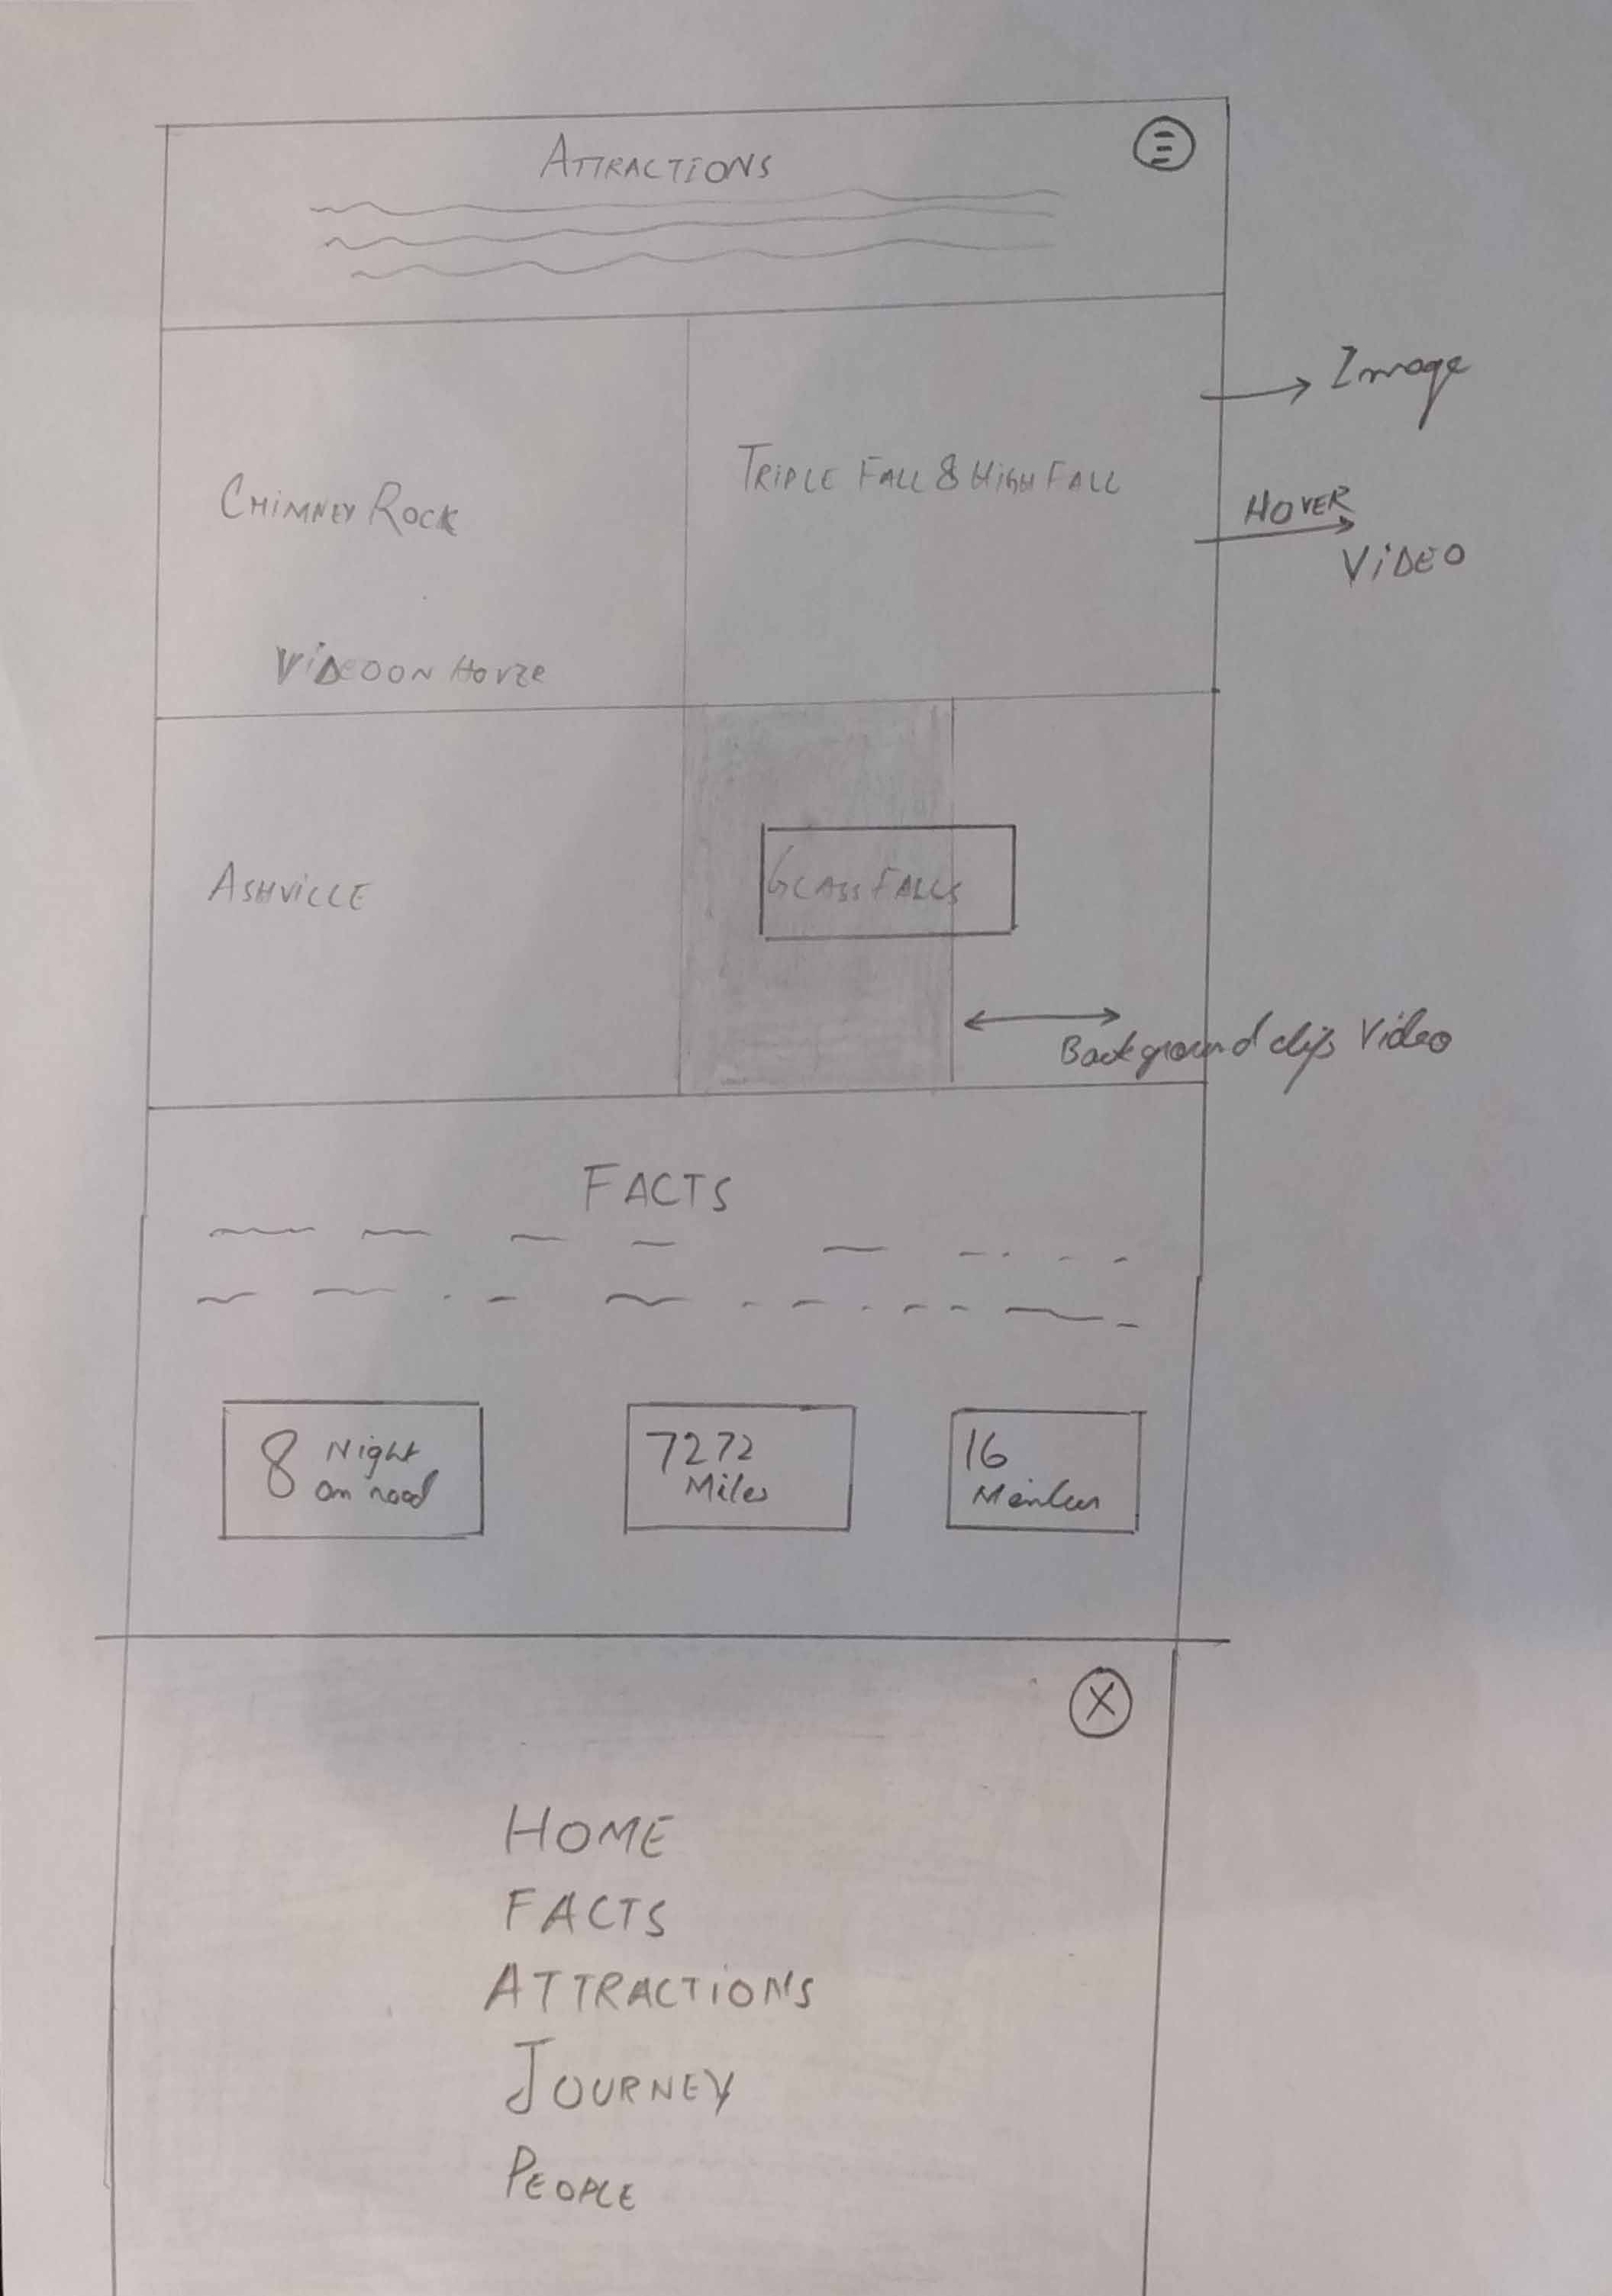 ATTRACTIONS
Image
TRIPLE FALL & HIGH FALL
CHIMNEY ROCK
HOVER
VIDEO
VIDEO ON HOVER
ASHVILLE
GLASS FALLS
Background clips Video
FACTS
8 Night
on road
7272
Miles
16
X
HOME
FACTS
ATTRACTIONS
JOURNEY
PEOPLE